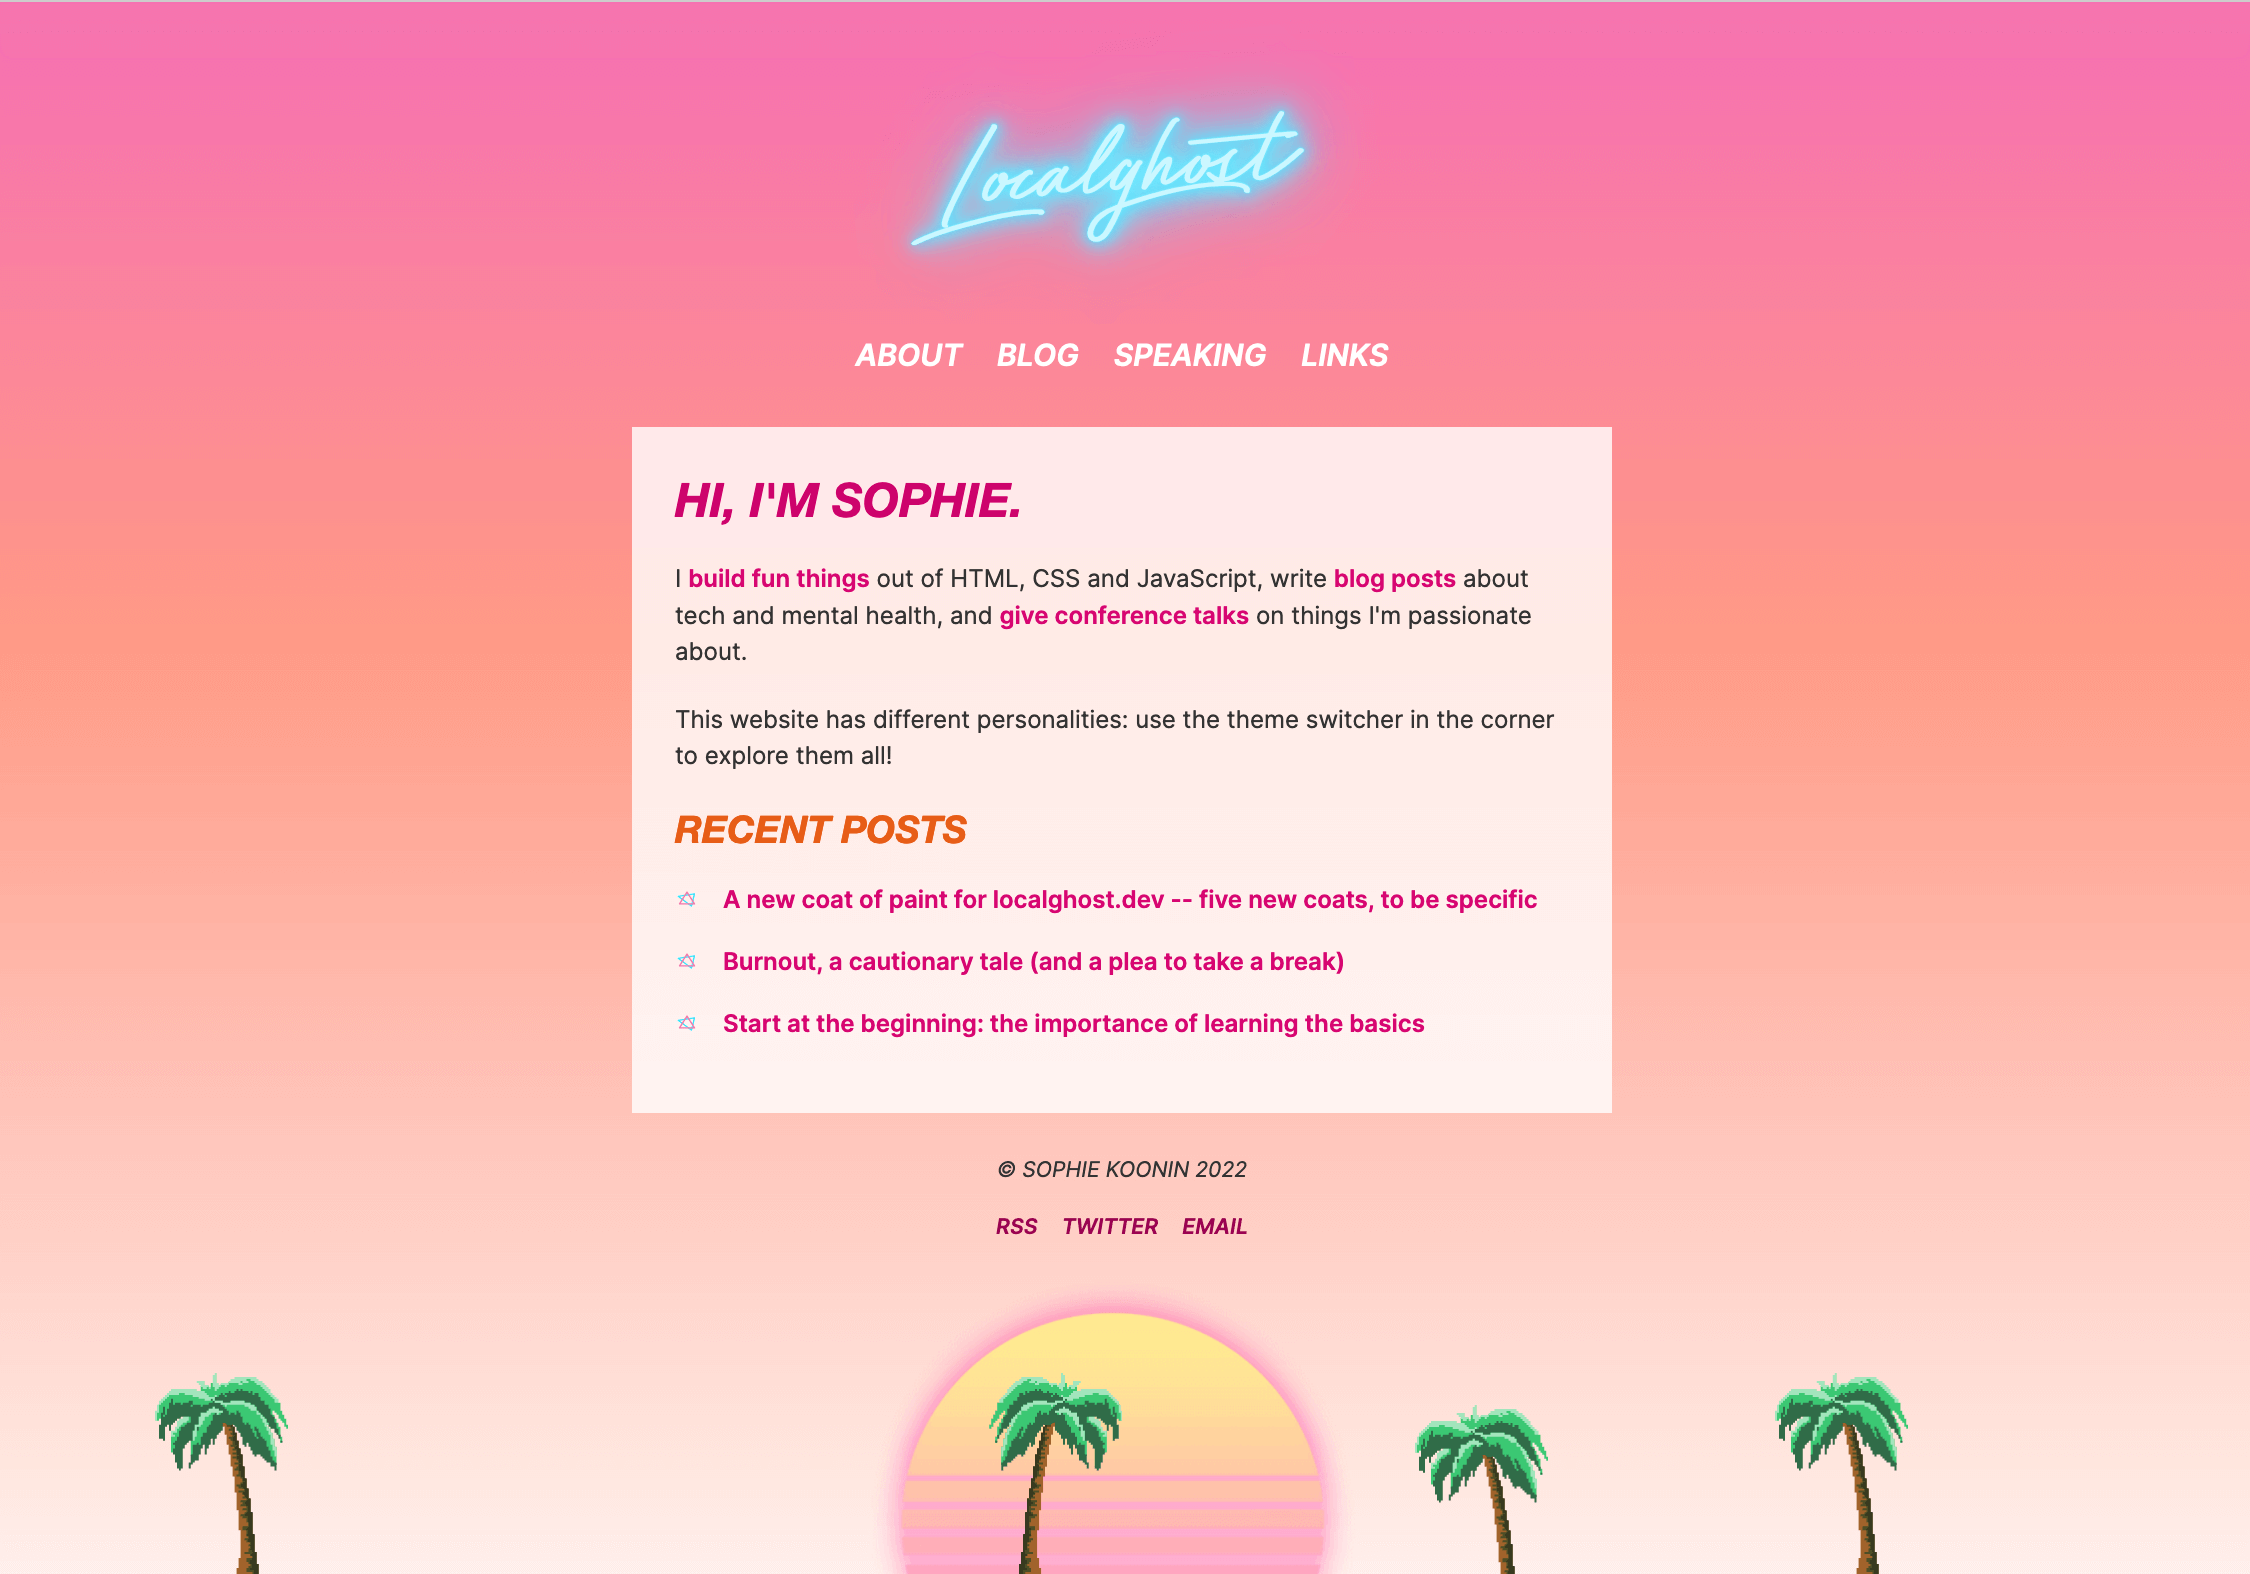 Localghost
ABOUT BLOG SPEAKING LINKS
HI, I'M SOPHIE.
I build fun things out of HTML, CSS and JavaScript, write blog posts about
tech and mental health, and give conference talks on things I'm passionate
about.
This website has different personalities: use the theme switcher in the corner
to explore them all!
RECENT POSTS
A new coat of paint for localghost.dev -- five new coats, to be specific
Burnout, a cautionary tale (and a plea to take a break)
Start at the beginning: the importance of learning the basics
© SOPHIE KOONIN 2022
RSS TWITTER EMAIL